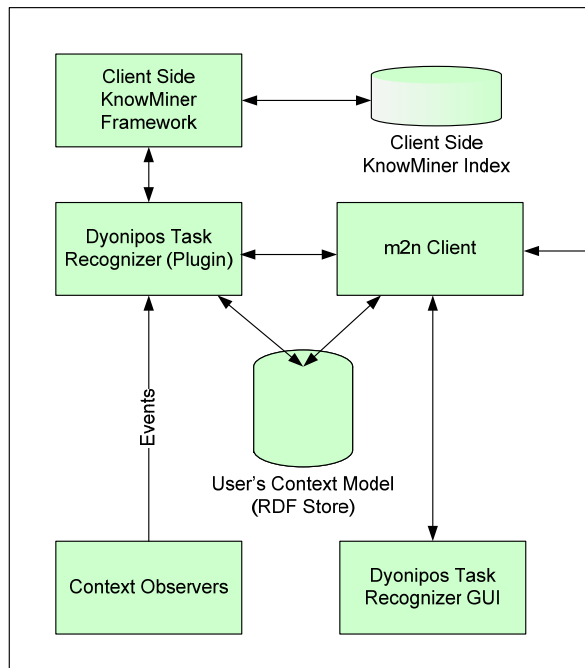 Client Side
KnowMiner
Framework
Client Side
KnowMiner Index
Dyonipos Task
Recognizer (Plugin)
m2n Client
Events
User's Context Model
(RDF Store)
Context Observers
Dyonipos Task
Recognizer GUI